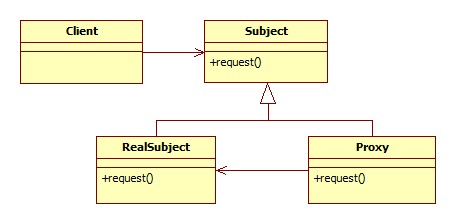 Client
Subject
+request()
RealSubject
+request()
Proxy
+request()